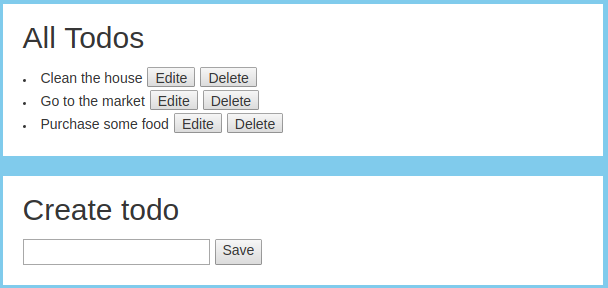 All Todos
Clean the house Edite Delete
Go to the market Edite Delete
Purchase some food Edite Delete
Create todo
Save